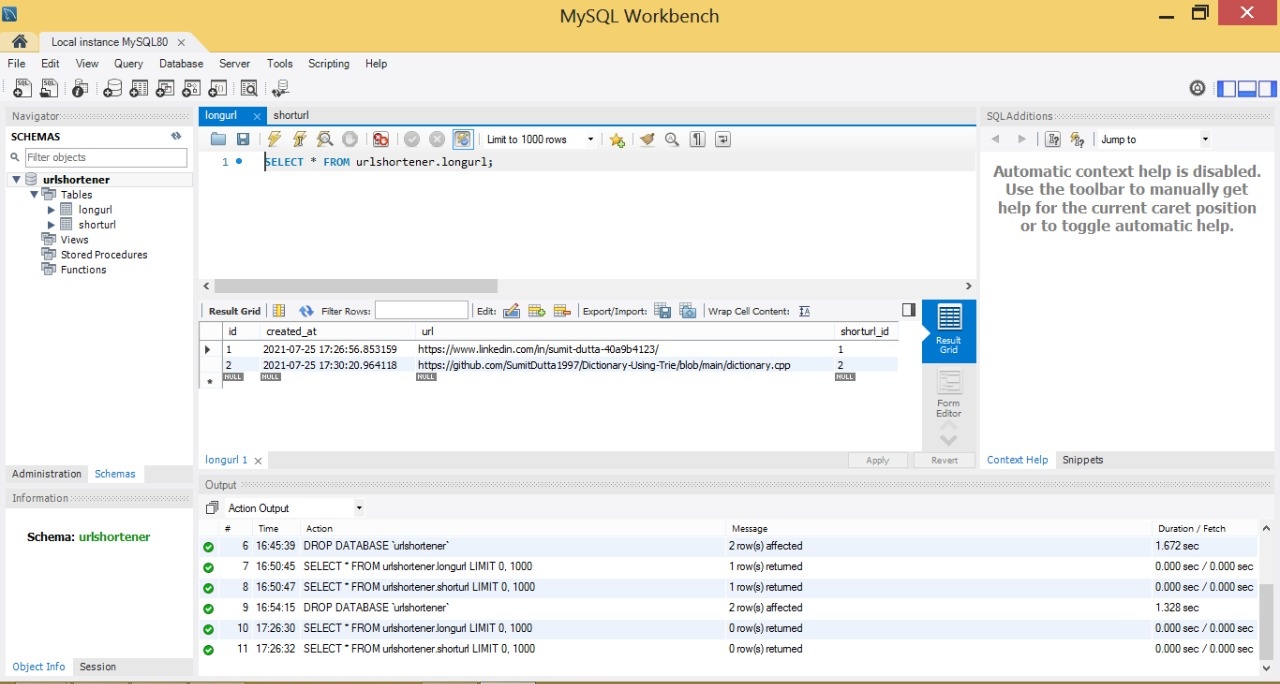 MySQL Workbench
Local instance MySQL80
File Edit View Query Database Server Tools Scripting Help
Navigator
SCHEMAS
Filter objects
urlshortener
Tables
longurl
shorturl
Views
Stored Procedures
Functions
Administration Schemas
Information
Schema: urlshortener
Object Info Session
longurl shorturl
Limit to 1000 rows
1 SELECT * FROM urlshortener.longurl;
Result Grid Filter Rows: Edit: Export/Import: Wrap Cell Content:
id created_at url shorturl_id
1 2021-07-25 17:26:56.853159 https://www.linkedin.com/in/sumit-dutta-40a9b4123/ 1
2 2021-07-25 17:30:20.964118 https://github.com/SumitDutta1997/Dictionary-Using-Trie/blob/main/dictionary.cpp 2
NULL NULL NULL NULL
Result
Grid
Form
Editor
longurl 1 Apply Revert
SQLAdditions
Jump to
Automatic context help is disabled.
Use the toolbar to manually get
help for the current caret position
or to toggle automatic help.
Context Help Snippets
Output
Action Output
# Time Action Message Duration / Fetch
6 16:45:39 DROP DATABASE `urlshortener` 2 row(s) affected 1.672 sec
7 16:50:45 SELECT * FROM urlshortener.longurl LIMIT 0, 1000 1 row(s) returned 0.000 sec / 0.000 sec
8 16:50:47 SELECT * FROM urlshortener.shorturl LIMIT 0, 1000 1 row(s) returned 0.000 sec / 0.000 sec
9 16:54:15 DROP DATABASE `urlshortener` 2 row(s) affected 1.328 sec
10 17:26:30 SELECT * FROM urlshortener.longurl LIMIT 0, 1000 0 row(s) returned 0.000 sec / 0.000 sec
11 17:26:32 SELECT * FROM urlshortener.shorturl LIMIT 0, 1000 0 row(s) returned 0.000 sec / 0.000 sec